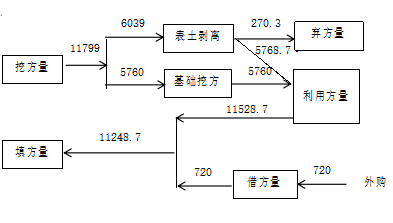 6039
表土剥离
270.3
弃方量
11799
挖方量
5768.7
5760
基础挖方
5760
利用方量
11528.7
11248.7
填方量
720
借方量
720
外购